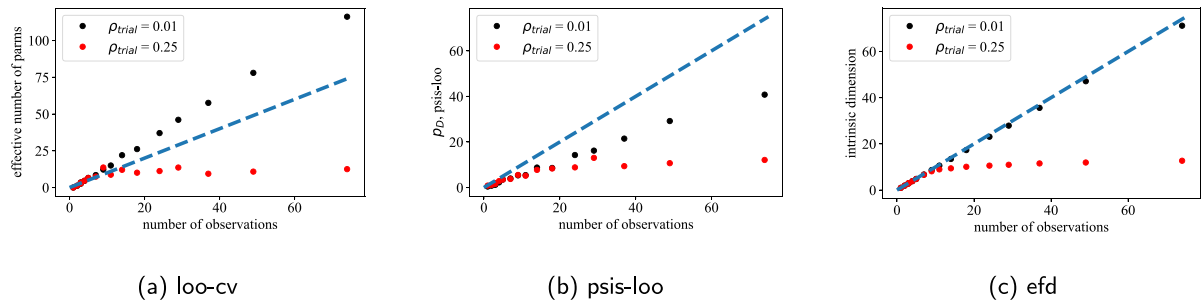 effective number of parms
100
75
50
25
0
ρtrial = 0.01
ρtrial = 0.25
0
20
40
60
number of observations
(a) loo-cv
pD, psis-loo
60
40
20
0
ρtrial = 0.01
ρtrial = 0.25
0
20
40
60
number of observations
(b) psis-loo
intrinsic dimension
60
40
20
0
ρtrial = 0.01
ρtrial = 0.25
0
20
40
60
number of observations
(c) efd